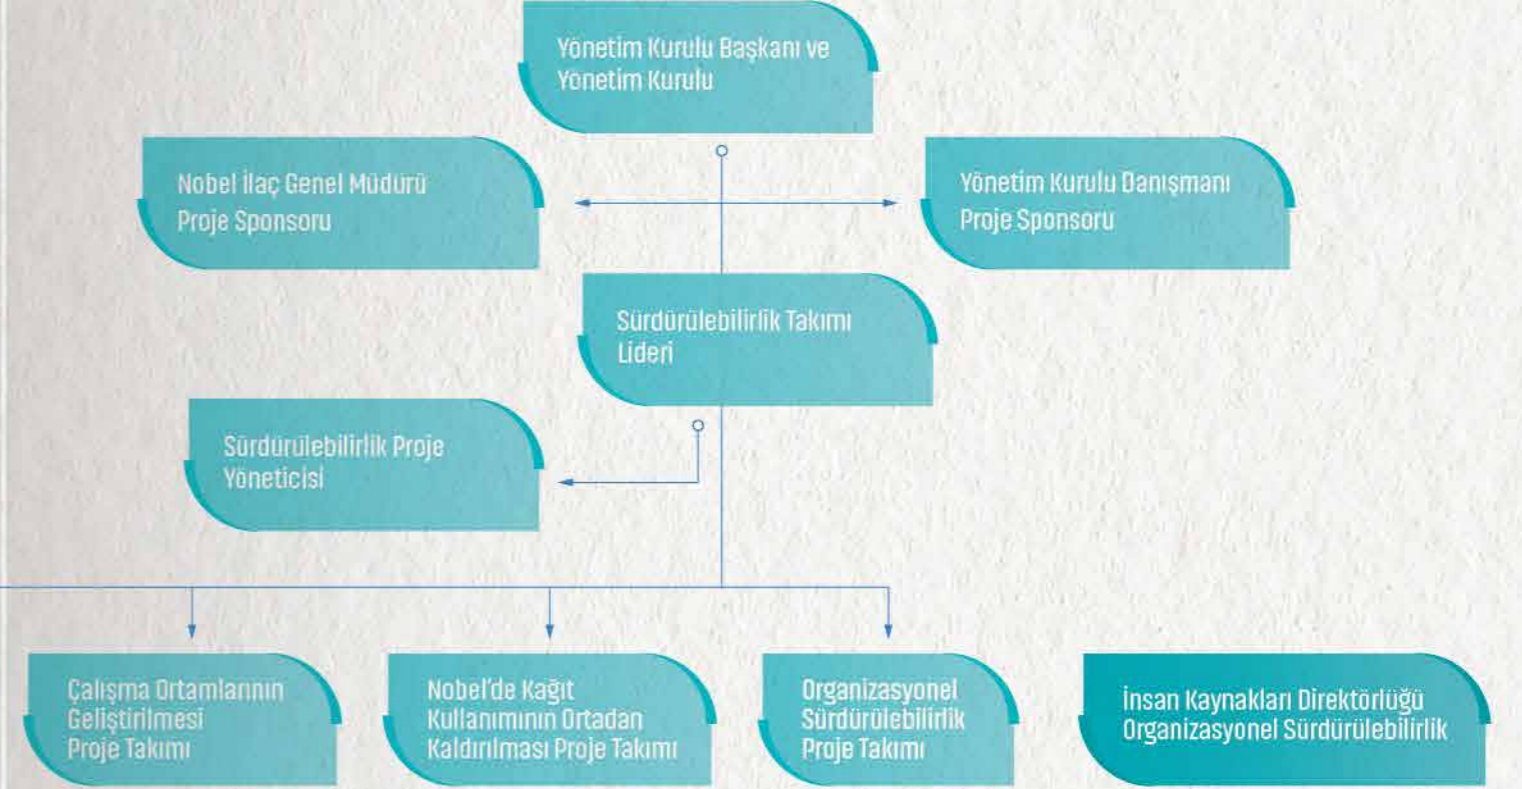 Yönetim Kurulu Başkanı ve
Yönetim Kurulu
Nobel İlaç Genel Müdürü
Proje Sponsoru
Yönetim Kurulu Danışmanı
Proje Sponsoru
Sürdürülebilirlik Takımı
Lideri
Sürdürülebilirlik Proje
Yöneticisi
Çalışma Ortamlarının
Geliştirilmesi
Proje Takımı
Nobel'de Kağıt
Kullanımının Ortadan
Kaldırılması Proje Takımı
Organizasyonel
Sürdürülebilirlik
Proje Takımı
İnsan Kaynakları Direktörlüğü
Organizasyonel Sürdürülebilirlik